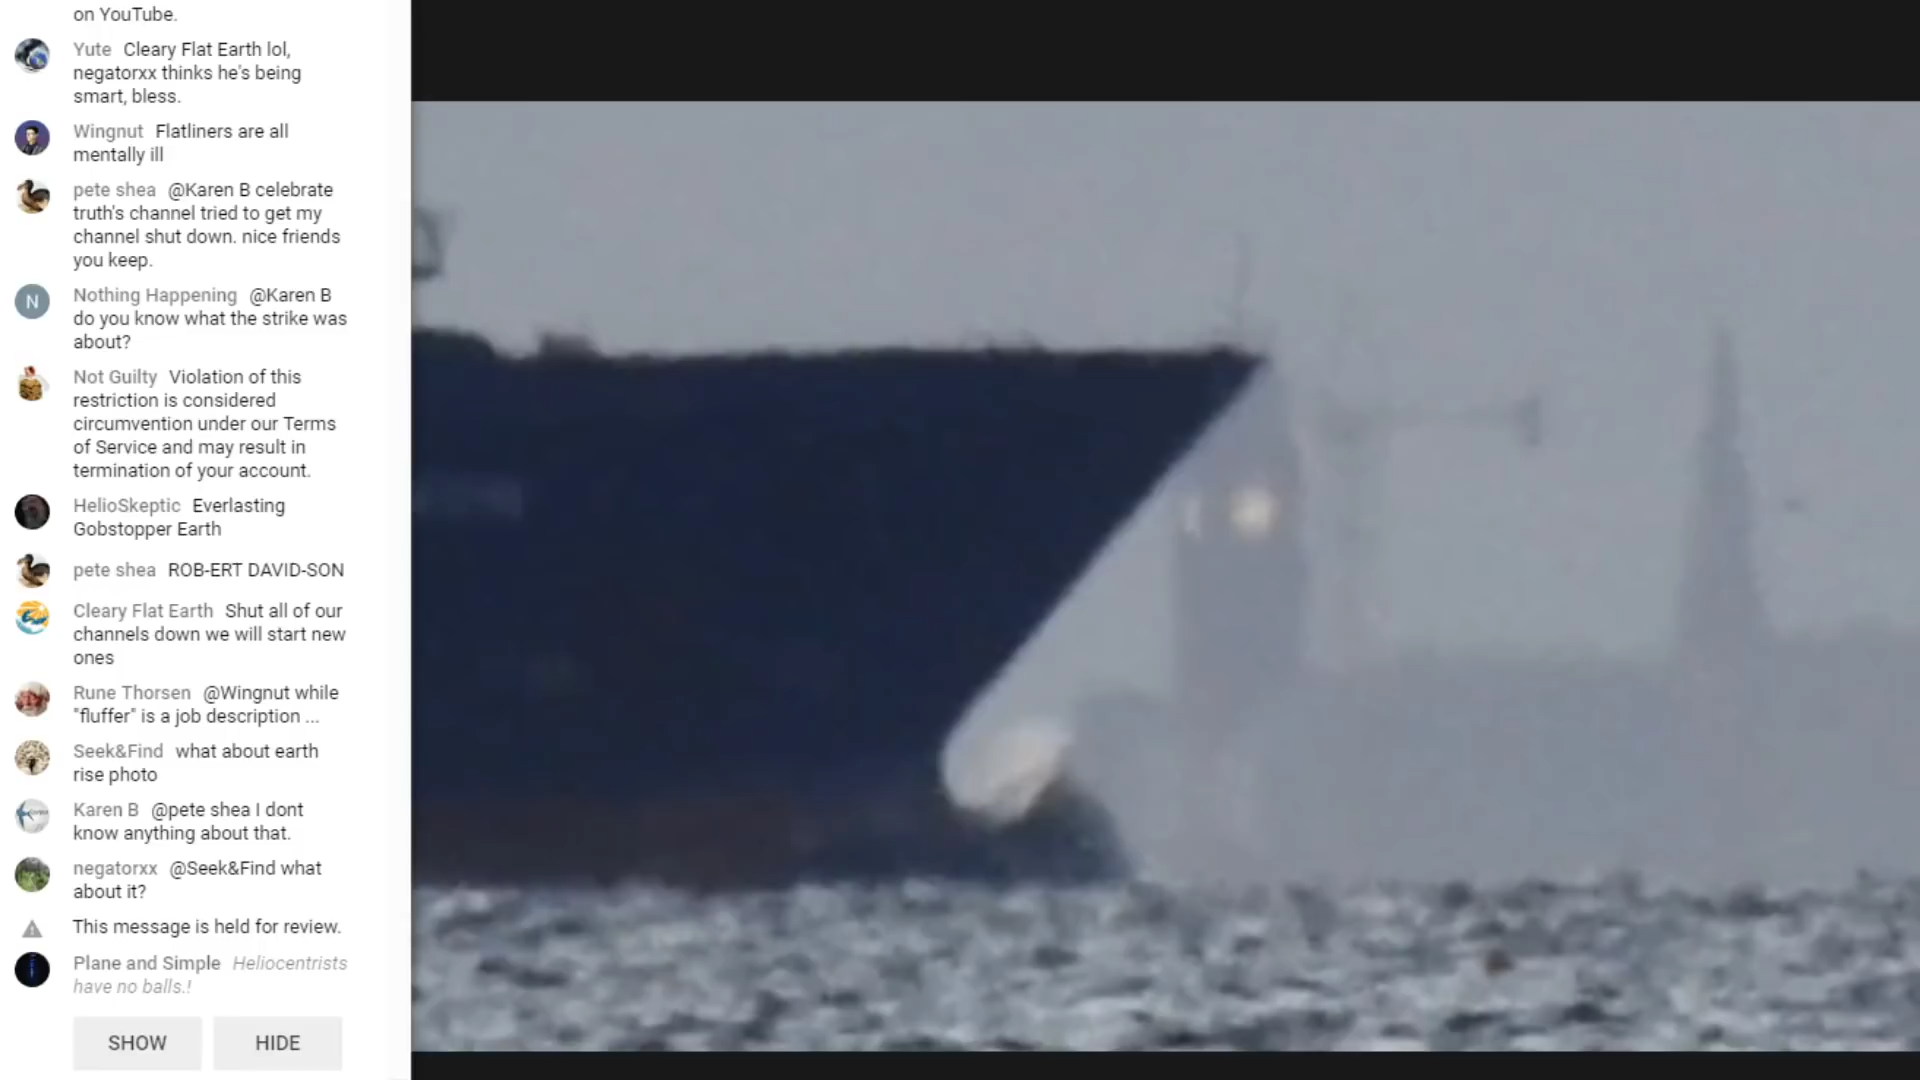 on YouTube.
Yute Cleary Flat Earth lol,
negatorxx thinks he's being
smart, bless.
Wingnut Flatliners are all
mentally ill
pete shea @Karen B celebrate
truth's channel tried to get my
channel shut down. nice friends
you keep.
N
Nothing Happening @Karen B
do you know what the strike was
about?
Not Guilty Violation of this
restriction is considered
circumvention under our Terms
of Service and may result in
termination of your account.
HelioSkeptic Everlasting
Gobstopper Earth
pete shea ROB-ERT DAVID-SON
Cleary Flat Earth Shut all of our
channels down we will start new
ones
Rune Thorsen @Wingnut while
"fluffer" is a job description ...
Seek&Find what about earth
rise photo
Karen B @pete shea I dont
know anything about that.
negatorxx @Seek&Find what
about it?
This message is held for review.
Plane and Simple Heliocentrists
have no balls.!
SHOW HIDE